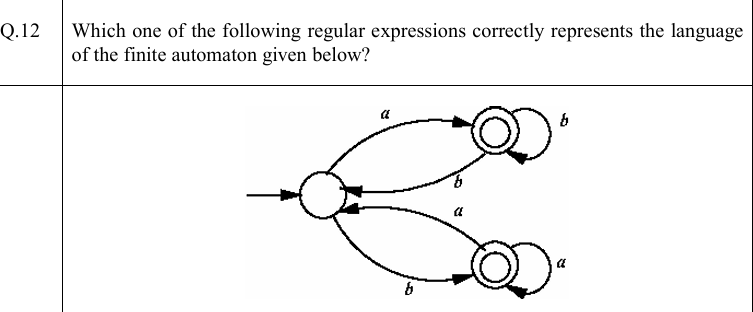 Q.12 Which one of the following regular expressions correctly represents the language
of the finite automaton given below?
a
b
b
a
a
b